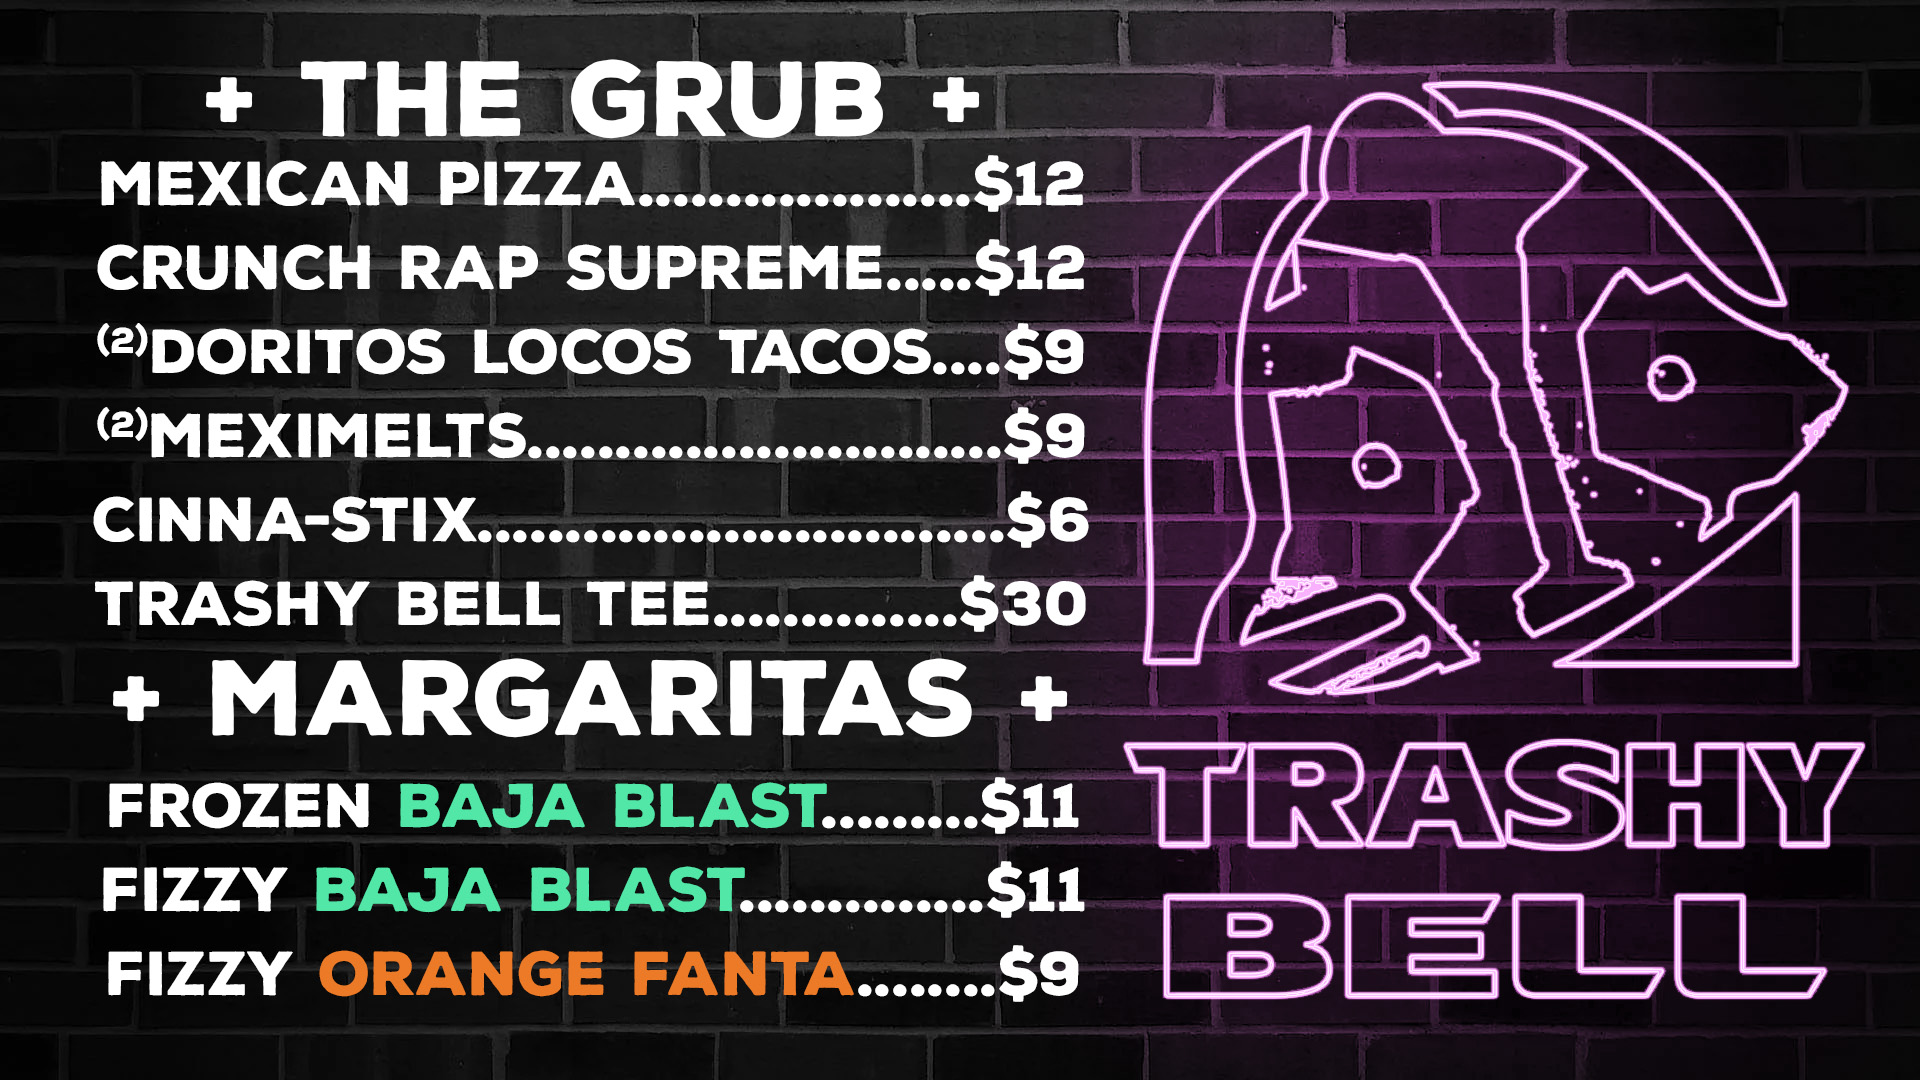 + THE GRUB +
MEXICAN PIZZA...................$12
CRUNCH RAP SUPREME.....$12
(2)DORITOS LOCOS TACOS....$9
(2)MEXIMELTS...........................$9
CINNA-STIX..............................$6
TRASHY BELL TEE..............$30
+ MARGARITAS +
FROZEN BAJA BLAST.........$11
FIZZY BAJA BLAST..............$11
FIZZY ORANGE FANTA........$9
TRASHY
BELL